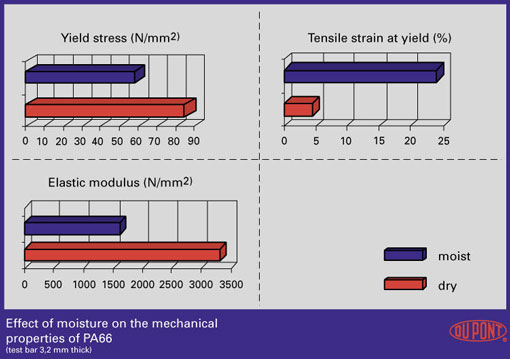 Yield stress (N/mm2)
0 10 20 30 40 50 60 70 80 90
Tensile strain at yield (%)
0 5 10 15 20 25
Elastic modulus (N/mm2)
0 500 1500 1000 2000 2500 3000 3500
moist
dry
Effect of moisture on the mechanical
properties of PA66
(test bar 3,2 mm thick)
DU PONT